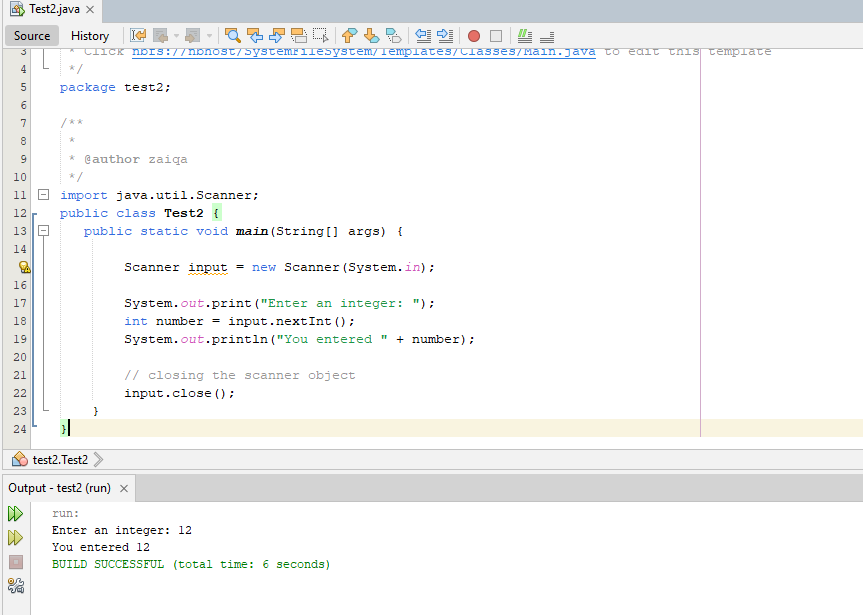 Test2.java
Source History
3 * Click nbfs://nbhost/SystemFileSystem/Templates/Classes/Main.java to edit this template
4 */
5 package test2;
6
7 /**
8 *
9 * @author zaiqa
10 */
11 import java.util.Scanner;
12 public class Test2 {
13 public static void main(String[] args) {
14
Scanner input = new Scanner(System.in);
16
17 System.out.print("Enter an integer: ");
18 int number = input.nextInt();
19 System.out.println("You entered " + number);
20
21 // closing the scanner object
22 input.close();
23 }
24 }
test2.Test2
Output - test2 (run)
run:
Enter an integer: 12
You entered 12
BUILD SUCCESSFUL (total time: 6 seconds)